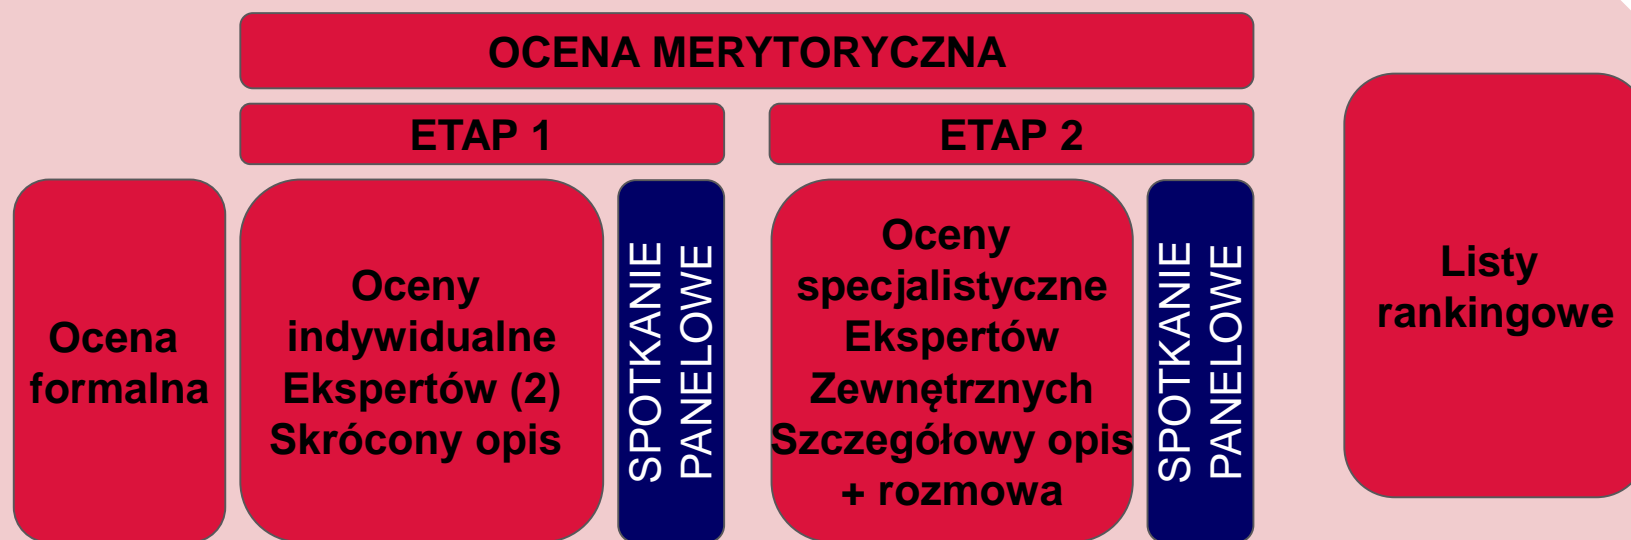 OCENA MERYTORYCZNA
ETAP 1
ETAP 2
Ocena
formalna
Oceny
indywidualne
Ekspertów (2)
Skrócony opis
SPOTKANIE
PANELOWE
Oceny
specjalistyczne
Ekspertów
Zewnętrznych
Szczegółowy opis
+ rozmowa
SPOTKANIE
PANELOWE
Listy
rankingowe